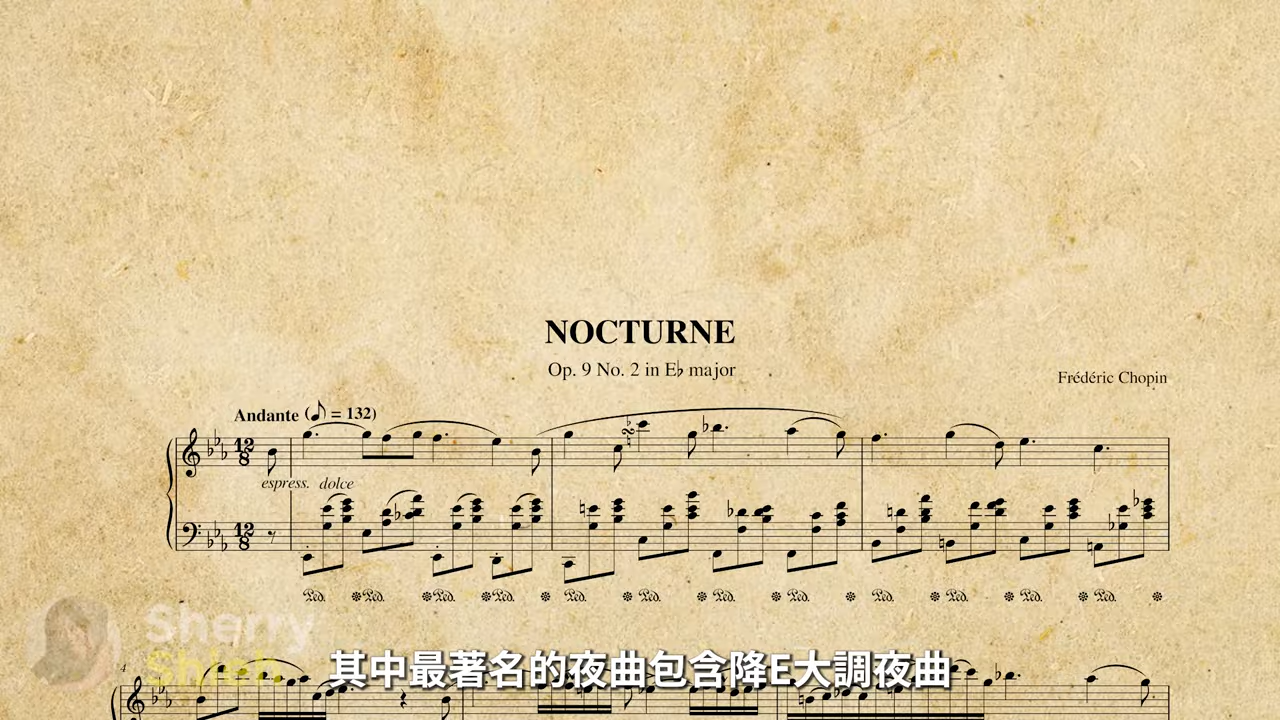 NOCTURNE
Op. 9 No. 2 in E♭ major
Frédéric Chopin
Andante (♪ = 132)
espress. dolce
Sherry
Shieh
4
其中最著名的夜曲包含降E大調夜曲